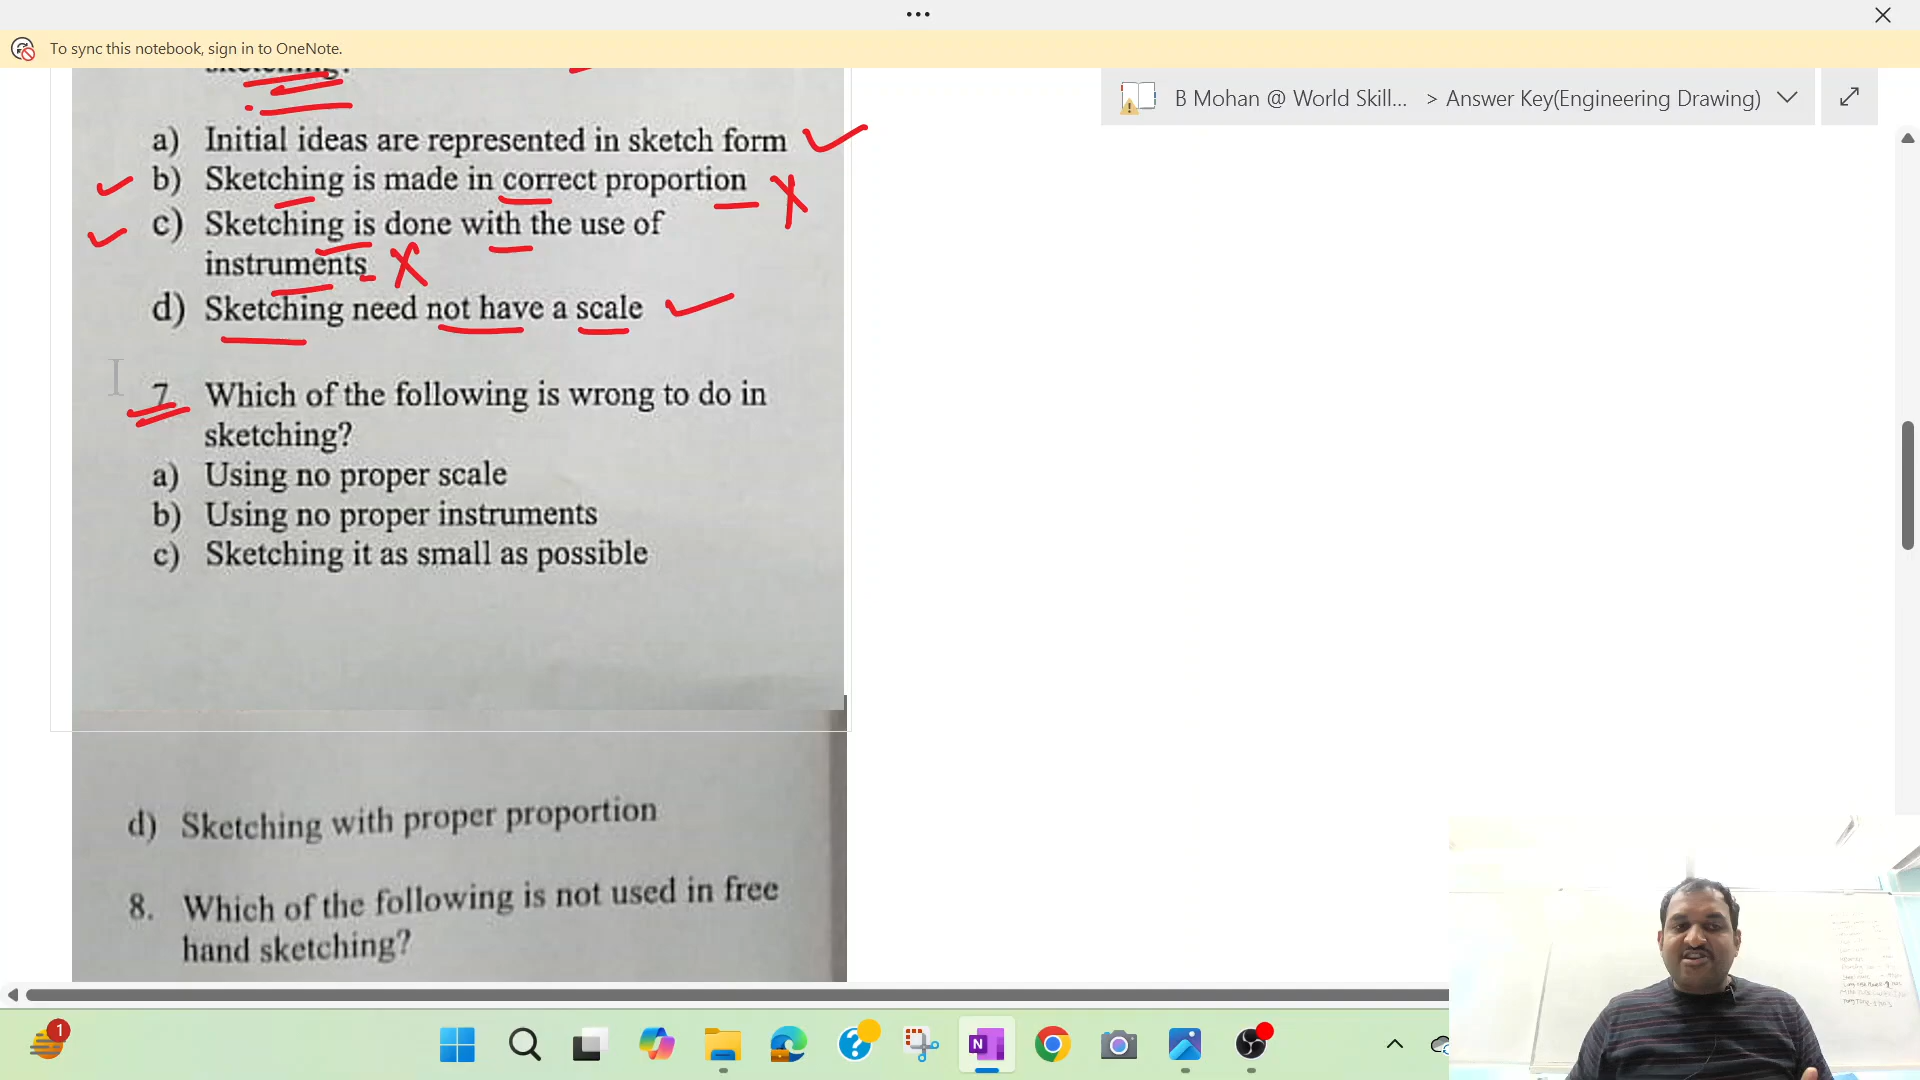 To sync this notebook, sign in to OneNote.
B Mohan @ World Skill... > Answer Key(Engineering Drawing)
sketching?
a) Initial ideas are represented in sketch form
b) Sketching is made in correct proportion
c) Sketching is done with the use of
instruments
d) Sketching need not have a scale
7. Which of the following is wrong to do in
sketching?
a) Using no proper scale
b) Using no proper instruments
c) Sketching it as small as possible
d) Sketching with proper proportion
8. Which of the following is not used in free
hand sketching?
1